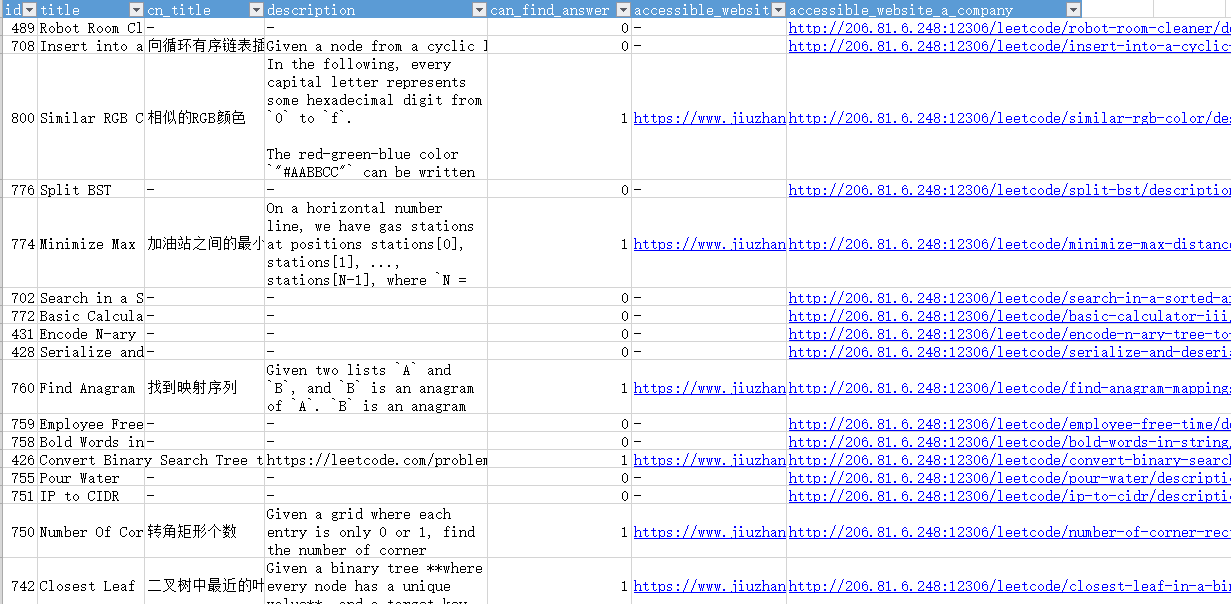 id title cn_title description can_find_answer accessible_websit accessible_website_a_company
489 Robot Room Cl - - 0 - http://206.81.6.248:12306/leetcode/robot-room-cleaner/de
708 Insert into a 向循环有序链表插 Given a node from a cyclic l 0 - http://206.81.6.248:12306/leetcode/insert-into-a-cyclic-
In the following, every
capital letter represents
some hexadecimal digit from
`0` to `f`.
800 Similar RGB C 相似的RGB颜色 1 https://www.jiuzhan http://206.81.6.248:12306/leetcode/similar-rgb-color/des
The red-green-blue color
`"#AABBCC"` can be written
776 Split BST - - 0 - http://206.81.6.248:12306/leetcode/split-bst/description
On a horizontal number
line, we have gas stations
774 Minimize Max 加油站之间的最小 at positions stations[0], 1 https://www.jiuzhan http://206.81.6.248:12306/leetcode/minimize-max-distance
stations[1], ...,
stations[N-1], where `N =
702 Search in a S - - 0 - http://206.81.6.248:12306/leetcode/search-in-a-sorted-a
772 Basic Calcula - - 0 - http://206.81.6.248:12306/leetcode/basic-calculator-iii/
431 Encode N-ary - - 0 - http://206.81.6.248:12306/leetcode/encode-n-ary-tree-to
428 Serialize and - - 0 - http://206.81.6.248:12306/leetcode/serialize-and-deseri
Given two lists `A` and
760 Find Anagram 找到映射序列 `B`, and `B` is an anagram 1 https://www.jiuzhan http://206.81.6.248:12306/leetcode/find-anagram-mappings
of `A`. `B` is an anagram
759 Employee Free - - 0 - http://206.81.6.248:12306/leetcode/employee-free-time/de
758 Bold Words in - - 0 - http://206.81.6.248:12306/leetcode/bold-words-in-string/
426 Convert Binary Search Tree t https://leetcode.com/problem 1 https://www.jiuzhan http://206.81.6.248:12306/leetcode/convert-binary-search
755 Pour Water - - 0 - http://206.81.6.248:12306/leetcode/pour-water/descripti
751 IP to CIDR - - 0 - http://206.81.6.248:12306/leetcode/ip-to-cidr/descripti
Given a grid where each
750 Number Of Cor 转角矩形个数 entry is only 0 or 1, find 1 https://www.jiuzhan http://206.81.6.248:12306/leetcode/number-of-corner-rec
the number of corner
Given a binary tree **where
742 Closest Leaf 二叉树中最近的叶 every node has a unique 1 https://www.jiuzhan http://206.81.6.248:12306/leetcode/closest-leaf-in-a-bi
value**, and a target key